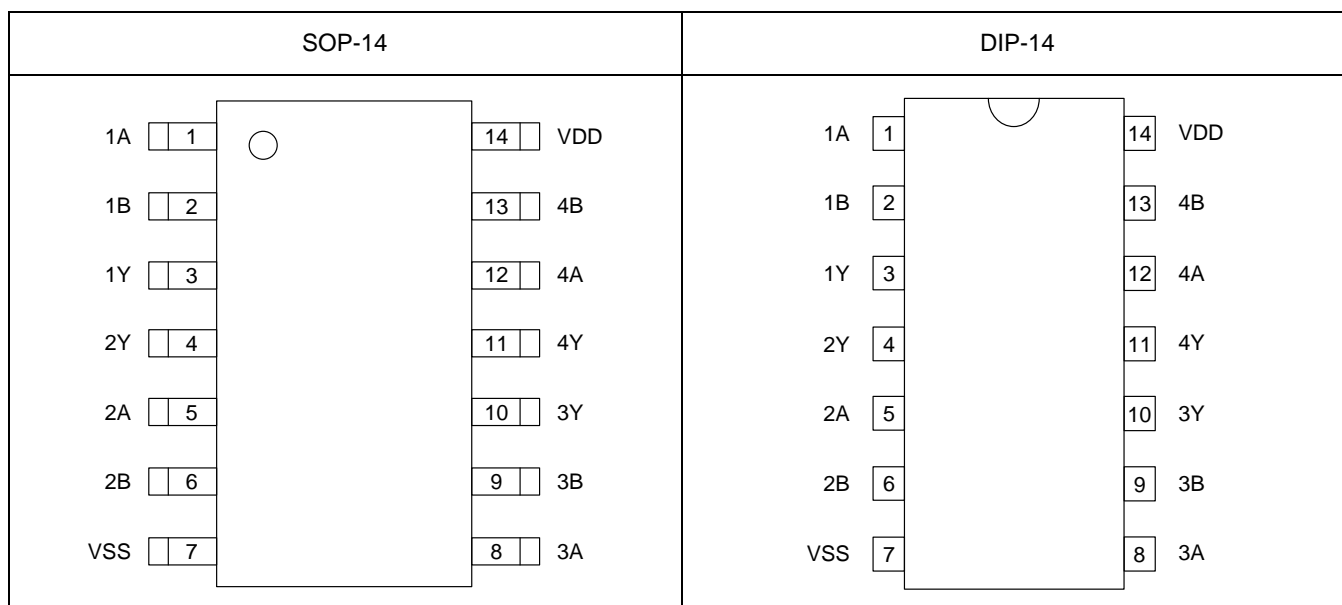 SOP-14
DIP-14
1A 1 14 VDD
1B 2 13 4B
1Y 3 12 4A
2Y 4 11 4Y
2A 5 10 3Y
2B 6 9 3B
VSS 7 8 3A
1A 1 14 VDD
1B 2 13 4B
1Y 3 12 4A
2Y 4 11 4Y
2A 5 10 3Y
2B 6 9 3B
VSS 7 8 3A